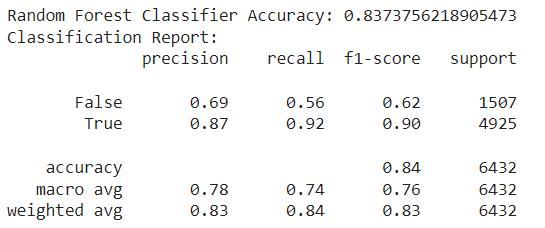 Random Forest Classifier Accuracy: 0.8373756218905473
Classification Report:
precision recall f1-score support
False 0.69 0.56 0.62 1507
True 0.87 0.92 0.90 4925
accuracy 0.84 6432
macro avg 0.78 0.74 0.76 6432
weighted avg 0.83 0.84 0.83 6432